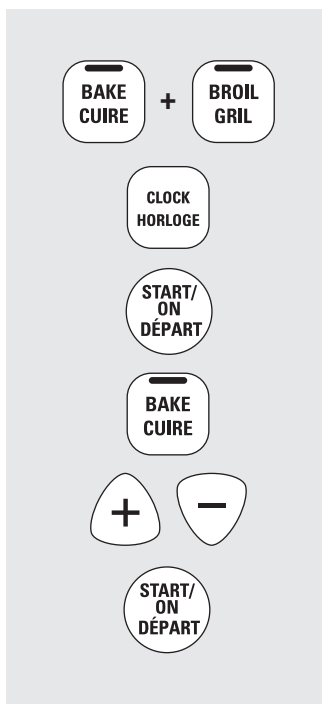 BAKE
CUIRE
+
BROIL
GRIL
CLOCK
HORLOGE
START/
ON
DÉPART
BAKE
CUIRE
+ −
START/
ON
DÉPART